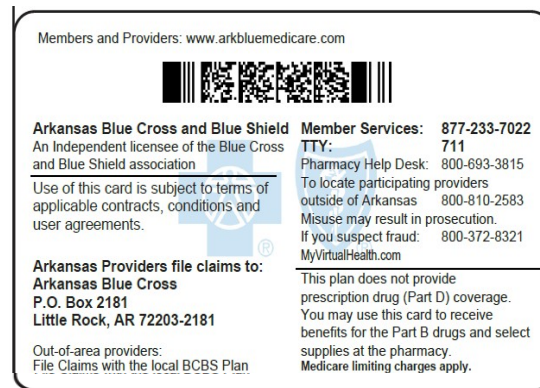 Members and Providers: www.arkbluemedicare.com
Arkansas Blue Cross and Blue Shield
An Independent licensee of the Blue Cross
and Blue Shield association
Use of this card is subject to terms of
applicable contracts, conditions and
user agreements.
Arkansas Providers file claims to:
Arkansas Blue Cross
P.O. Box 2181
Little Rock, AR 72203-2181
Out-of-area providers:
File Claims with the local BCBS Plan
Member Services: 877-233-7022
TTY: 711
Pharmacy Help Desk: 800-693-3815
To locate participating providers
outside of Arkansas 800-810-2583
Misuse may result in prosecution.
If you suspect fraud: 800-372-8321
MyVirtualHealth.com
This plan does not provide
prescription drug (Part D) coverage.
You may use this card to receive
benefits for the Part B drugs and select
supplies at the pharmacy.
Medicare limiting charges apply.
®